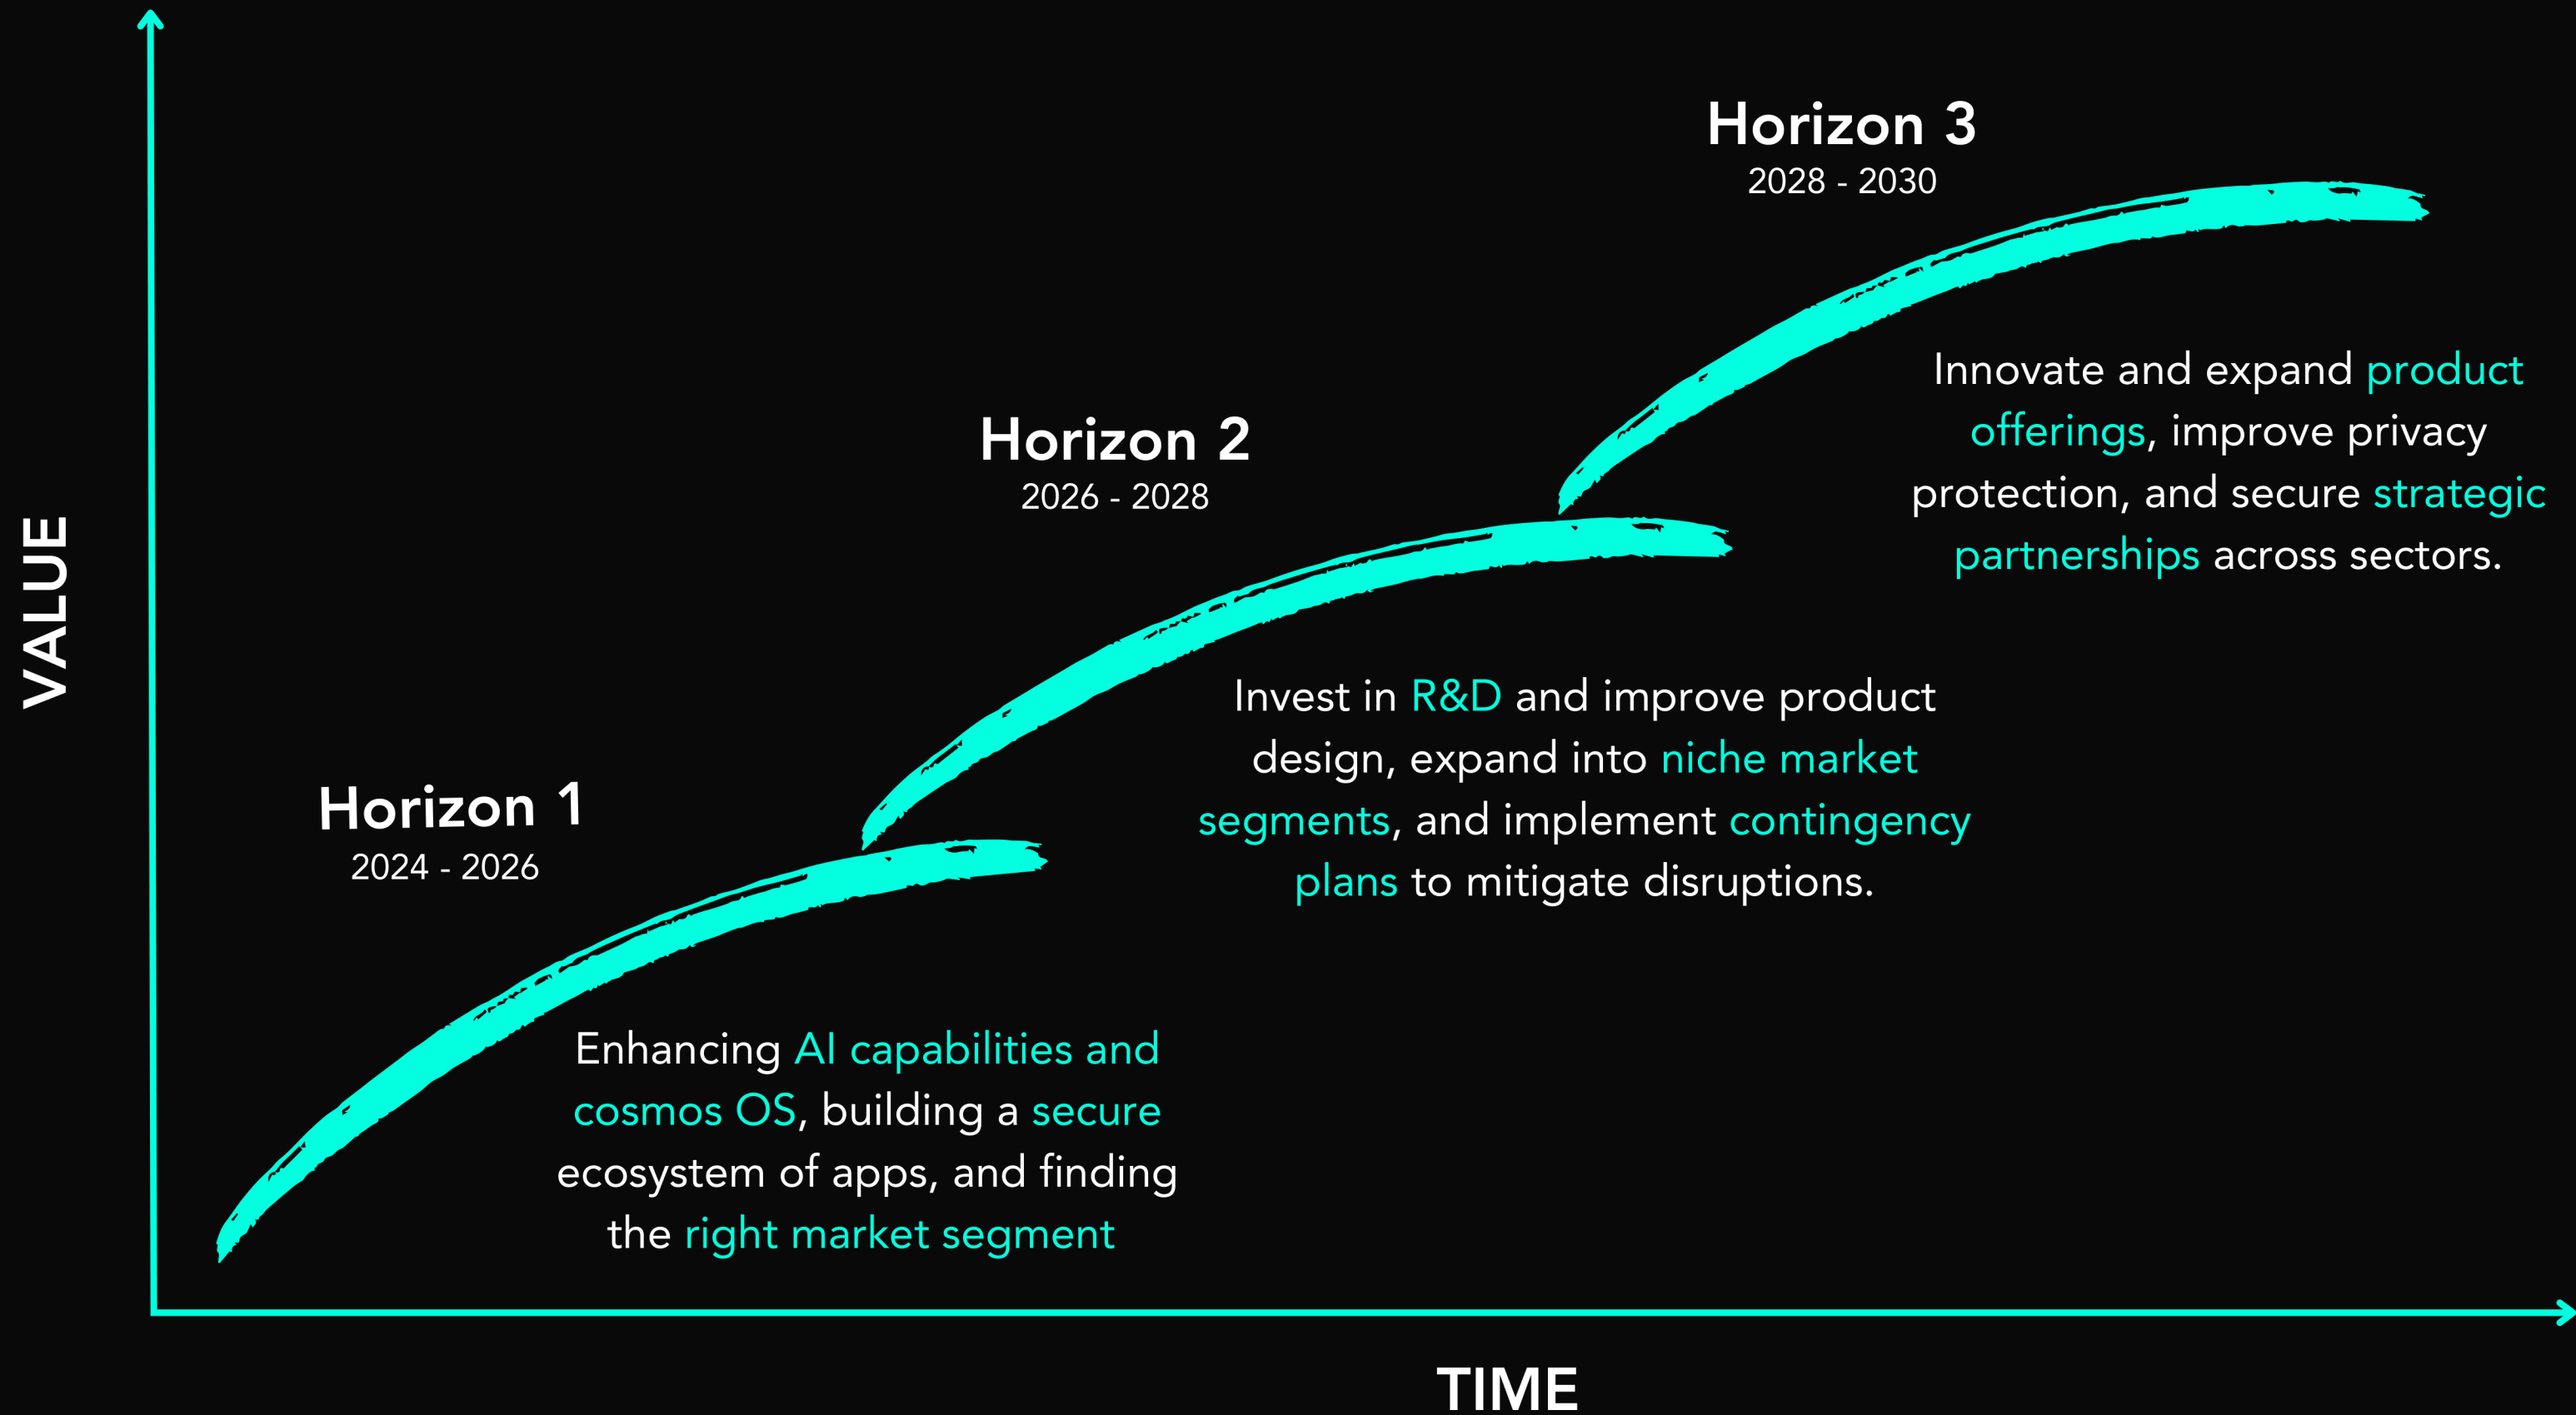 Horizon 3
2028 - 2030
Innovate and expand product
offerings, improve privacy
protection, and secure strategic
partnerships across sectors.
Horizon 2
2026 - 2028
Invest in R&D and improve product
design, expand into niche market
segments, and implement contingency
plans to mitigate disruptions.
VALUE
Horizon 1
2024 - 2026
Enhancing AI capabilities and
cosmos OS, building a secure
ecosystem of apps, and finding
the right market segment
TIME